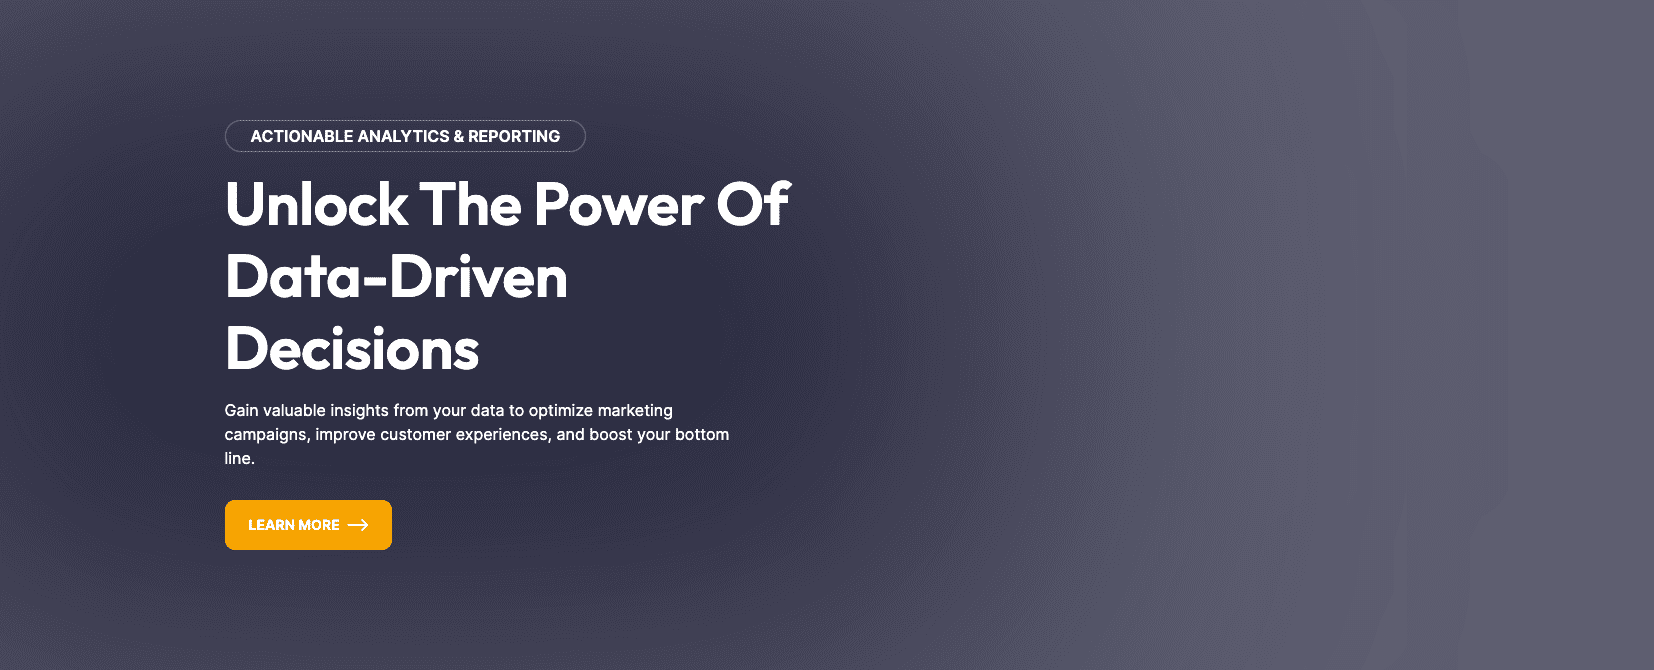 ACTIONABLE ANALYTICS & REPORTING
Unlock The Power Of
Data-Driven
Decisions
Gain valuable insights from your data to optimize marketing
campaigns, improve customer experiences, and boost your bottom
line.
LEARN MORE